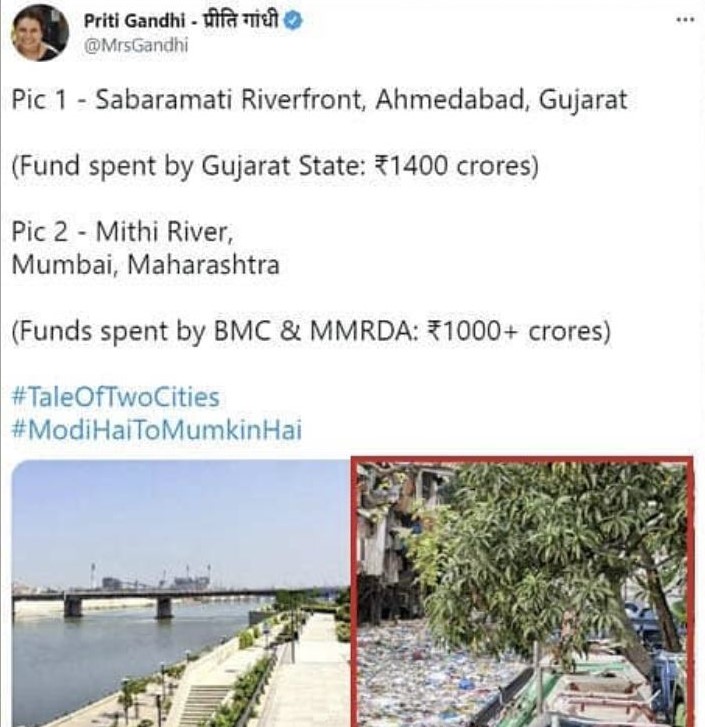 Priti Gandhi - प्रीति गांधी
@MrsGandhi
Pic 1 - Sabaramati Riverfront, Ahmedabad, Gujarat
(Fund spent by Gujarat State: ₹1400 crores)
Pic 2 - Mithi River,
Mumbai, Maharashtra
(Funds spent by BMC & MMRDA: ₹1000+ crores)
#TaleOfTwoCities
#ModiHaiToMumkinHai